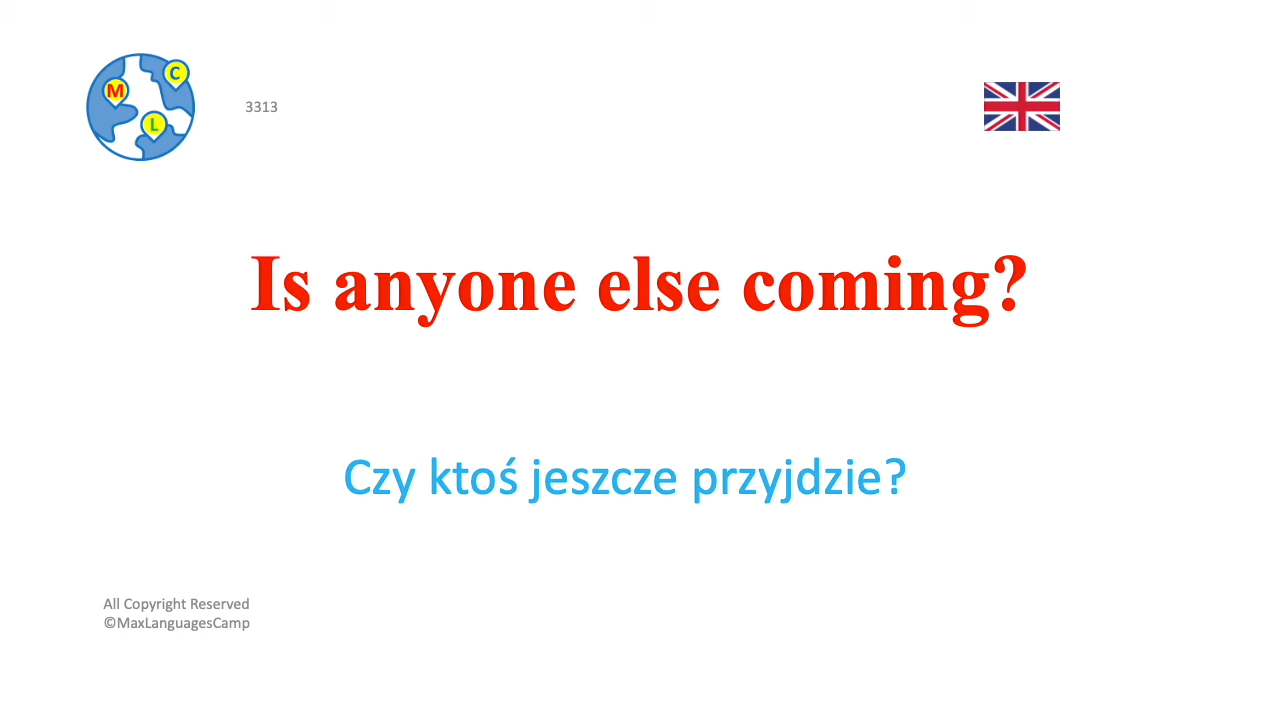 C
M
L
3313
Is anyone else coming?
Czy ktoś jeszcze przyjdzie?
All Copyright Reserved
©MaxLanguagesCamp